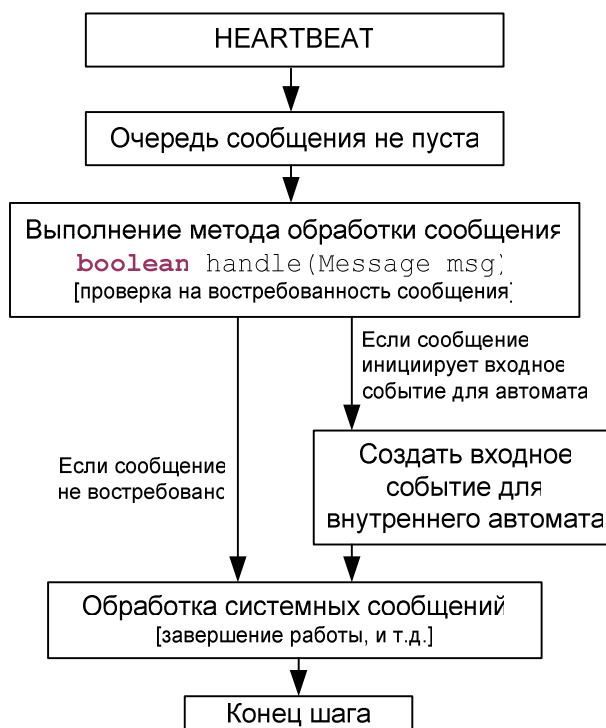 HEARTBEAT
Очередь сообщения не пуста
Выполнение метода обработки сообщения
boolean handle(Message msg)
[проверка на востребованность сообщения]
Если сообщение
инициирует входное
событие для автомата
Если сообщение
не востребовано
Создать входное
событие для
внутреннего автомата
Обработка системных сообщений
[завершение работы, и т.д.]
Конец шага